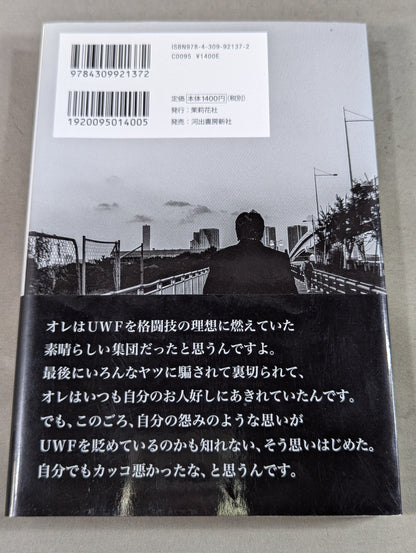 ISBN978-4-309-92137-2
C0095 ¥1400E
9784309921372
定価 本体1400円(税別)
発行:茉莉花社
発売:河出書房新社
1920095014005
オレはUWFを格闘技の理想に燃えていた
素晴らしい集団だったと思うんですよ。
最後にいろんなヤツに騙されて裏切られて、
オレはいつも自分のお人好しにあきれていたんです。
でも、このごろ、自分の怨みのような思いが
UWFを貶めているのかも知れない、そう思いはじめた。
自分でもカッコ悪かったな、と思うんです。